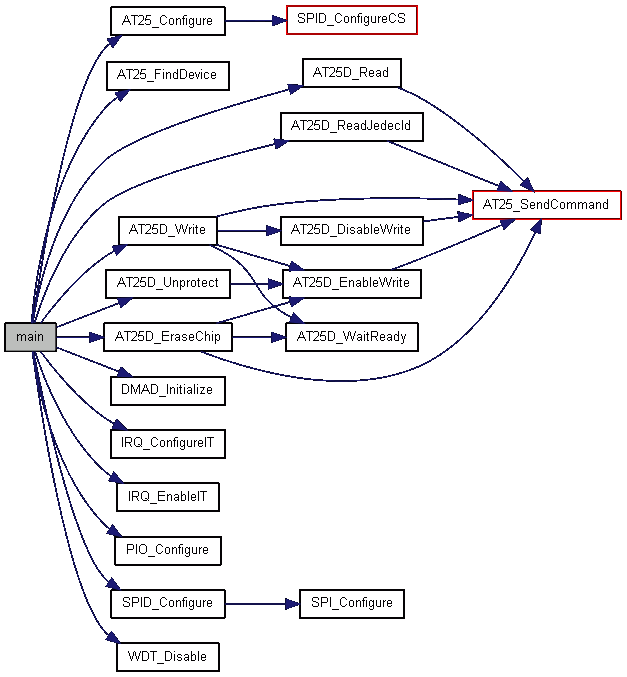 AT25_Configure
SPID_ConfigureCS
AT25_FindDevice
AT25D_Read
AT25D_ReadJedecId
AT25_SendCommand
AT25D_Write
AT25D_DisableWrite
AT25D_Unprotect
AT25D_EnableWrite
main
AT25D_EraseChip
AT25D_WaitReady
DMAD_Initialize
IRQ_ConfigureIT
IRQ_EnableIT
PIO_Configure
SPID_Configure
SPI_Configure
WDT_Disable